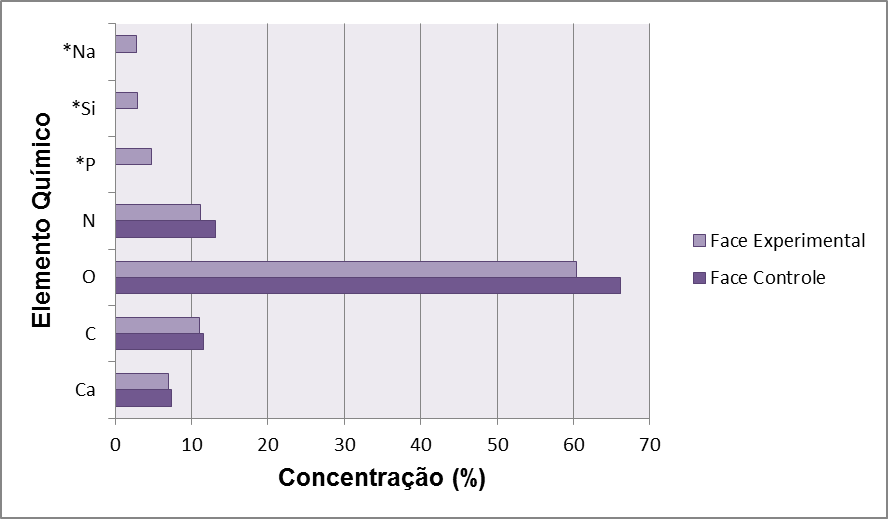 Elemento Químico
*Na
*Si
*P
N
O
C
Ca
0 10 20 30 40 50 60 70
Concentração (%)
Face Experimental
Face Controle